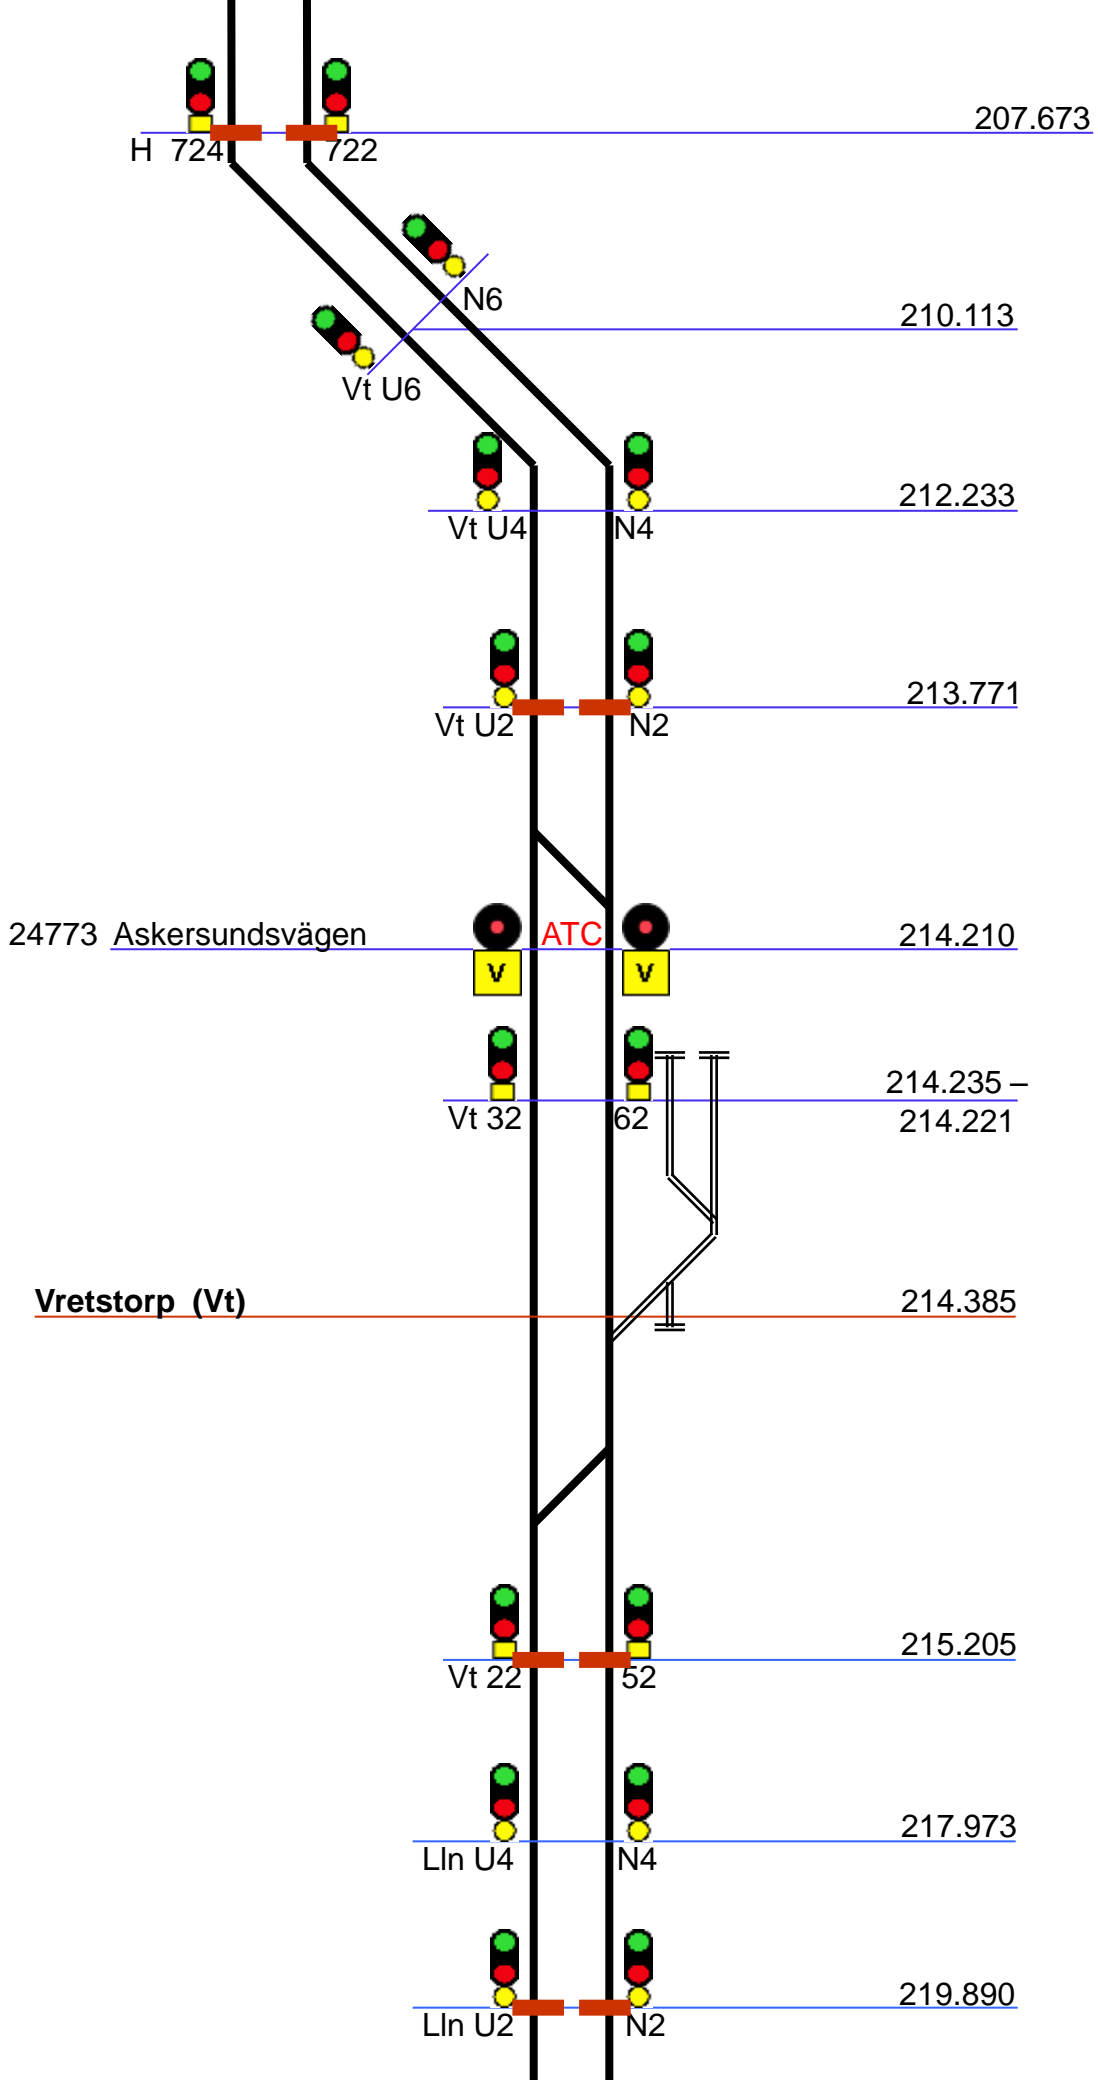 207.673
H 724 722
N6
210.113
Vt U6
212.233
Vt U4 N4
213.771
Vt U2 N2
24773 Askersundsvägen ATC 214.210
V V
214.235 –
Vt 32 62 214.221
Vretstorp (Vt) 214.385
215.205
Vt 22 52
217.973
Lln U4 N4
219.890
Lln U2 N2